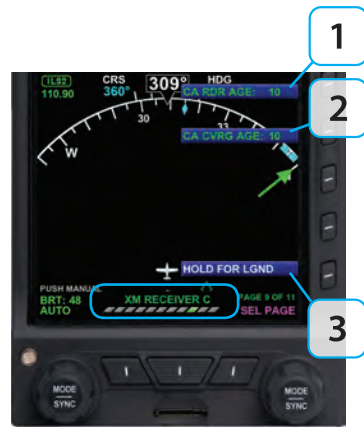 1
ILS2 CRS 309° HDG
110.90 360° CA RDR AGE: 10
2
30 33
CA CVRG AGE: 10
W
HOLD FOR LGND
PUSH MANUAL
BRT: 48 XM RECEIVER C PAGE 9 OF 11
AUTO SEL PAGE
3
MODE
SYNC
MODE
SYNC